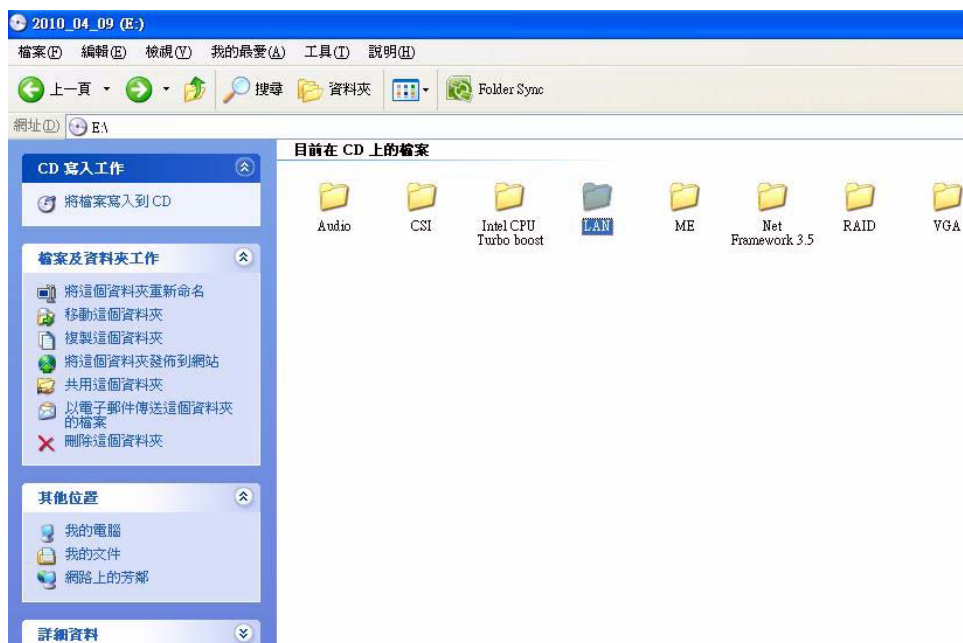 2010_04_09 (E:)
檔案(F) 編輯(E) 檢視(V) 我的最愛(A) 工具(T) 說明(H)
上一頁 搜尋 資料夾 Folder Sync
網址(D) E:\
目前在 CD 上的檔案
CD 寫入工作
將檔案寫入到 CD
Audio CSI Intel CPU Turbo boost LAN ME Net Framework 3.5 RAID VGA
檔案及資料夾工作
將這個資料夾重新命名
移動這個資料夾
複製這個資料夾
將這個資料夾發佈到網站
共用這個資料夾
以電子郵件傳送這個資料夾
的檔案
刪除這個資料夾
其他位置
我的電腦
我的文件
網路上的芳鄰
詳細資料